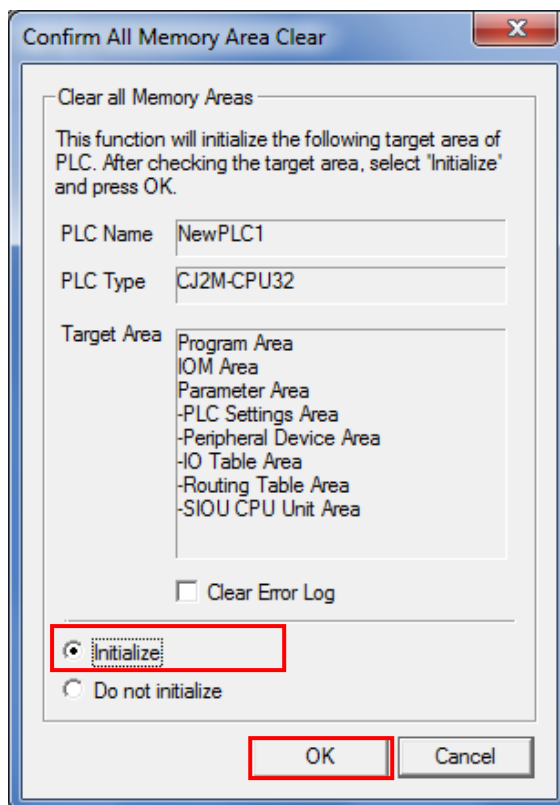 Confirm All Memory Area Clear
Clear all Memory Areas
This function will initialize the following target area of
PLC. After checking the target area, select 'Initialize'
and press OK.
PLC Name NewPLC1
PLC Type CJ2M-CPU32
Target Area Program Area
IOM Area
Parameter Area
-PLC Settings Area
-Peripheral Device Area
-IO Table Area
-Routing Table Area
-SIOU CPU Unit Area
Clear Error Log
Initialize
Do not initialize
OK Cancel